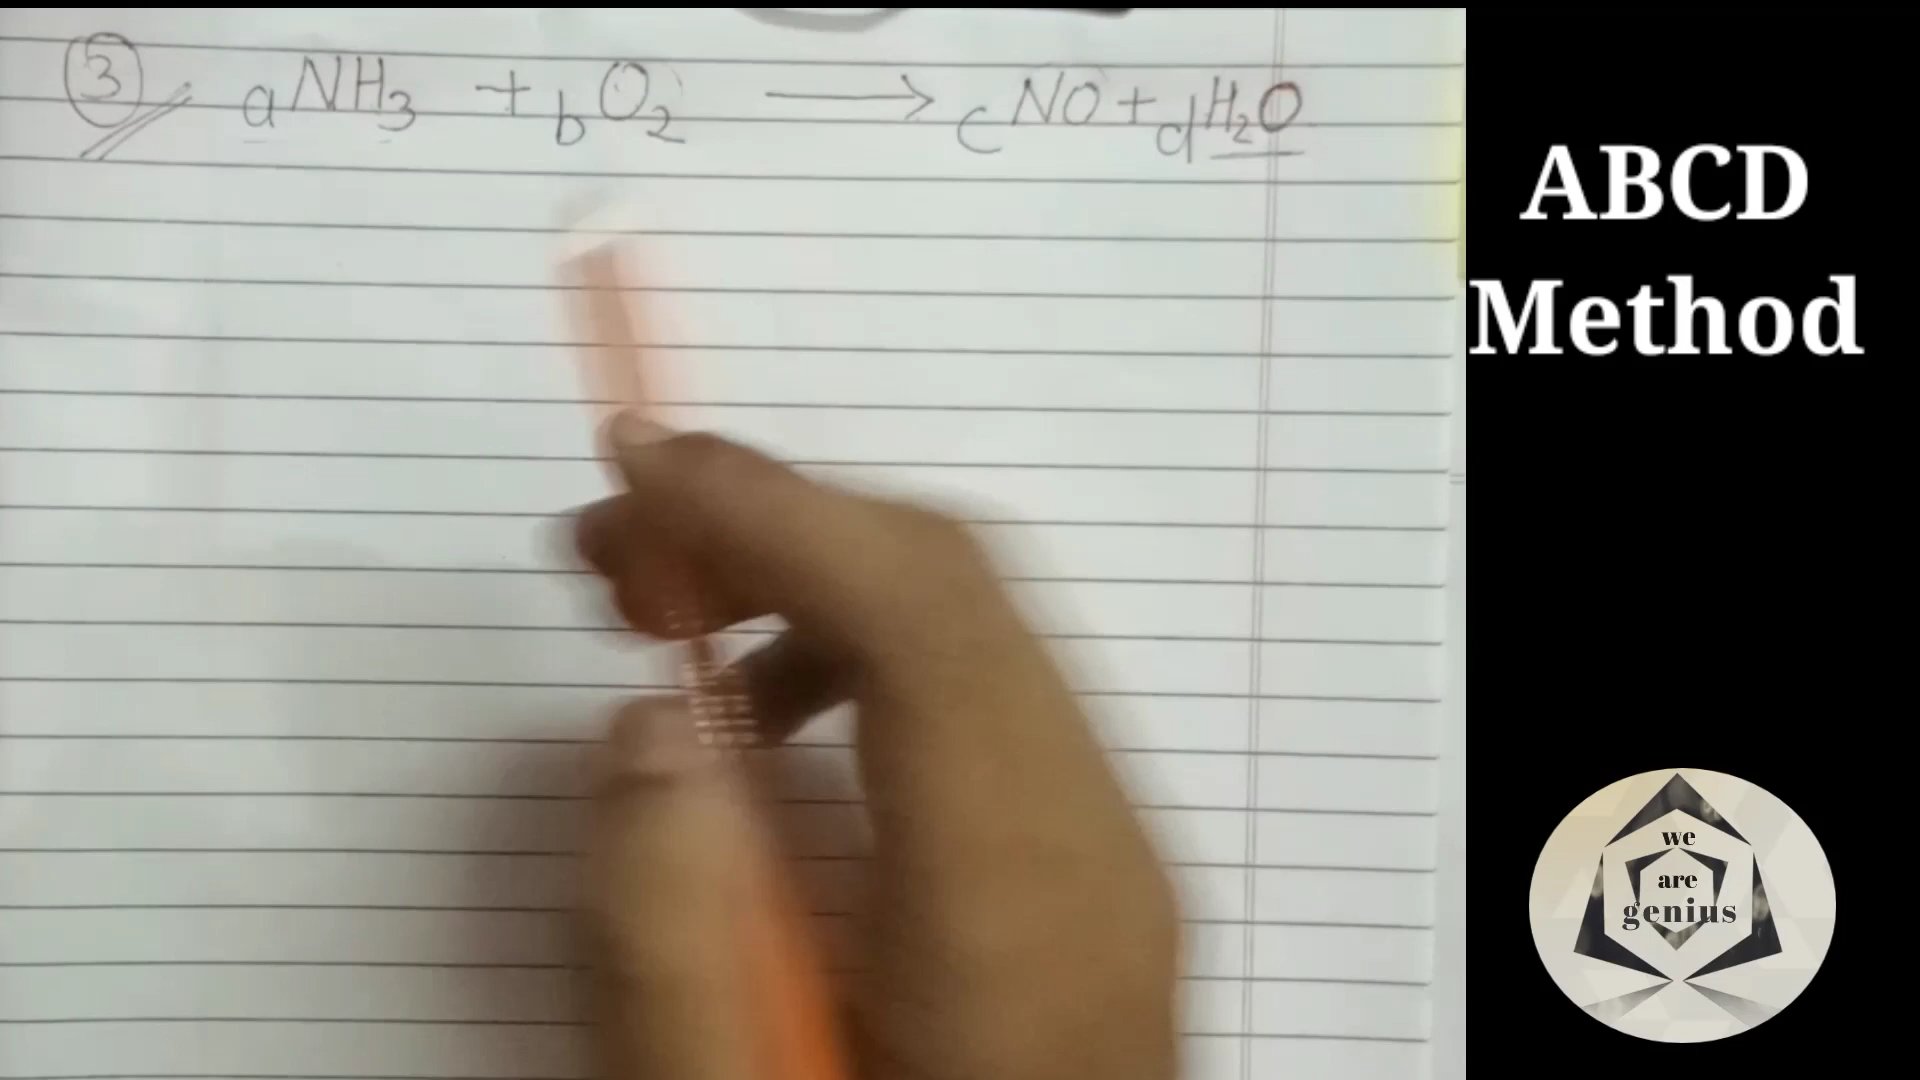 ③ aNH₃ + bO₂ ⟶ cNO + dH₂O
ABCD
Method
we
are
genius